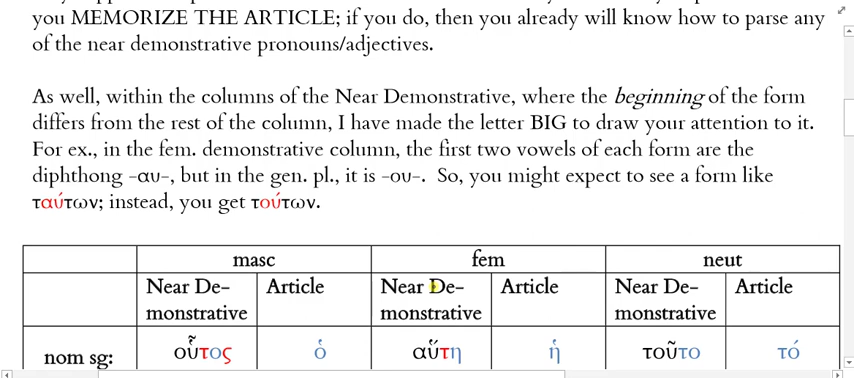 you MEMORIZE THE ARTICLE; if you do, then you already will know how to parse any
of the near demonstrative pronouns/adjectives.
As well, within the columns of the Near Demonstrative, where the beginning of the form
differs from the rest of the column, I have made the letter BIG to draw your attention to it.
For ex., in the fem. demonstrative column, the first two vowels of each form are the
diphthong -αυ-, but in the gen. pl., it is -ου-. So, you might expect to see a form like
ταύτων; instead, you get τούτων.
masc fem neut
Near De- Article Near De- Article Near De- Article
monstrative monstrative monstrative
nom sg: οὗτος ὁ αὕτη ἡ τοῦτο τό